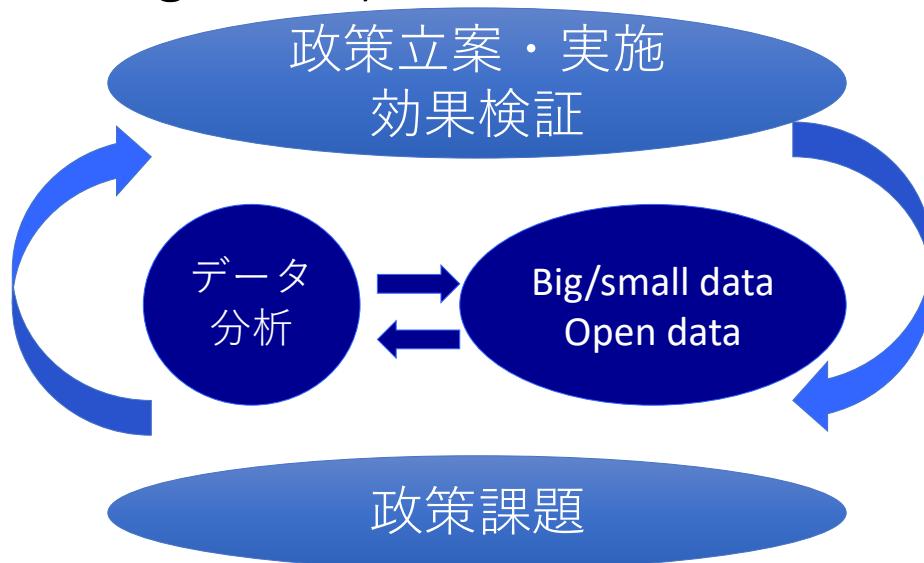 政策立案・実施
効果検証
データ
分析
Big/small data
Open data
政策課題